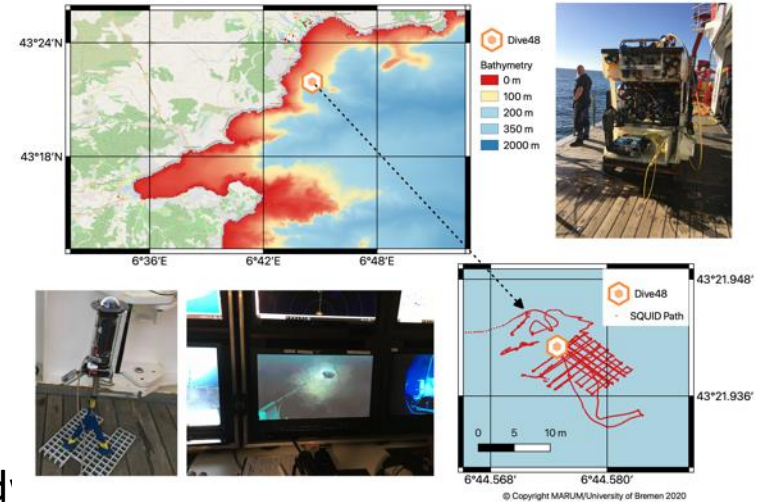 43°24'N
43°18'N
6°36'E
6°42'E
6°48'E
Dive48
Bathymetry
0 m
100 m
200 m
350 m
2000 m
Dive48
SQUID Path
43°21.948'
43°21.936'
0 5 10 m
6°44.568'
6°44.580'
© Copyright MARUM/University of Bremen 2020